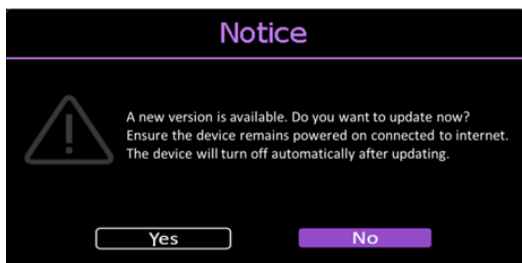 Notice
A new version is available. Do you want to update now?
Ensure the device remains powered on connected to internet.
The device will turn off automatically after updating.
Yes
No